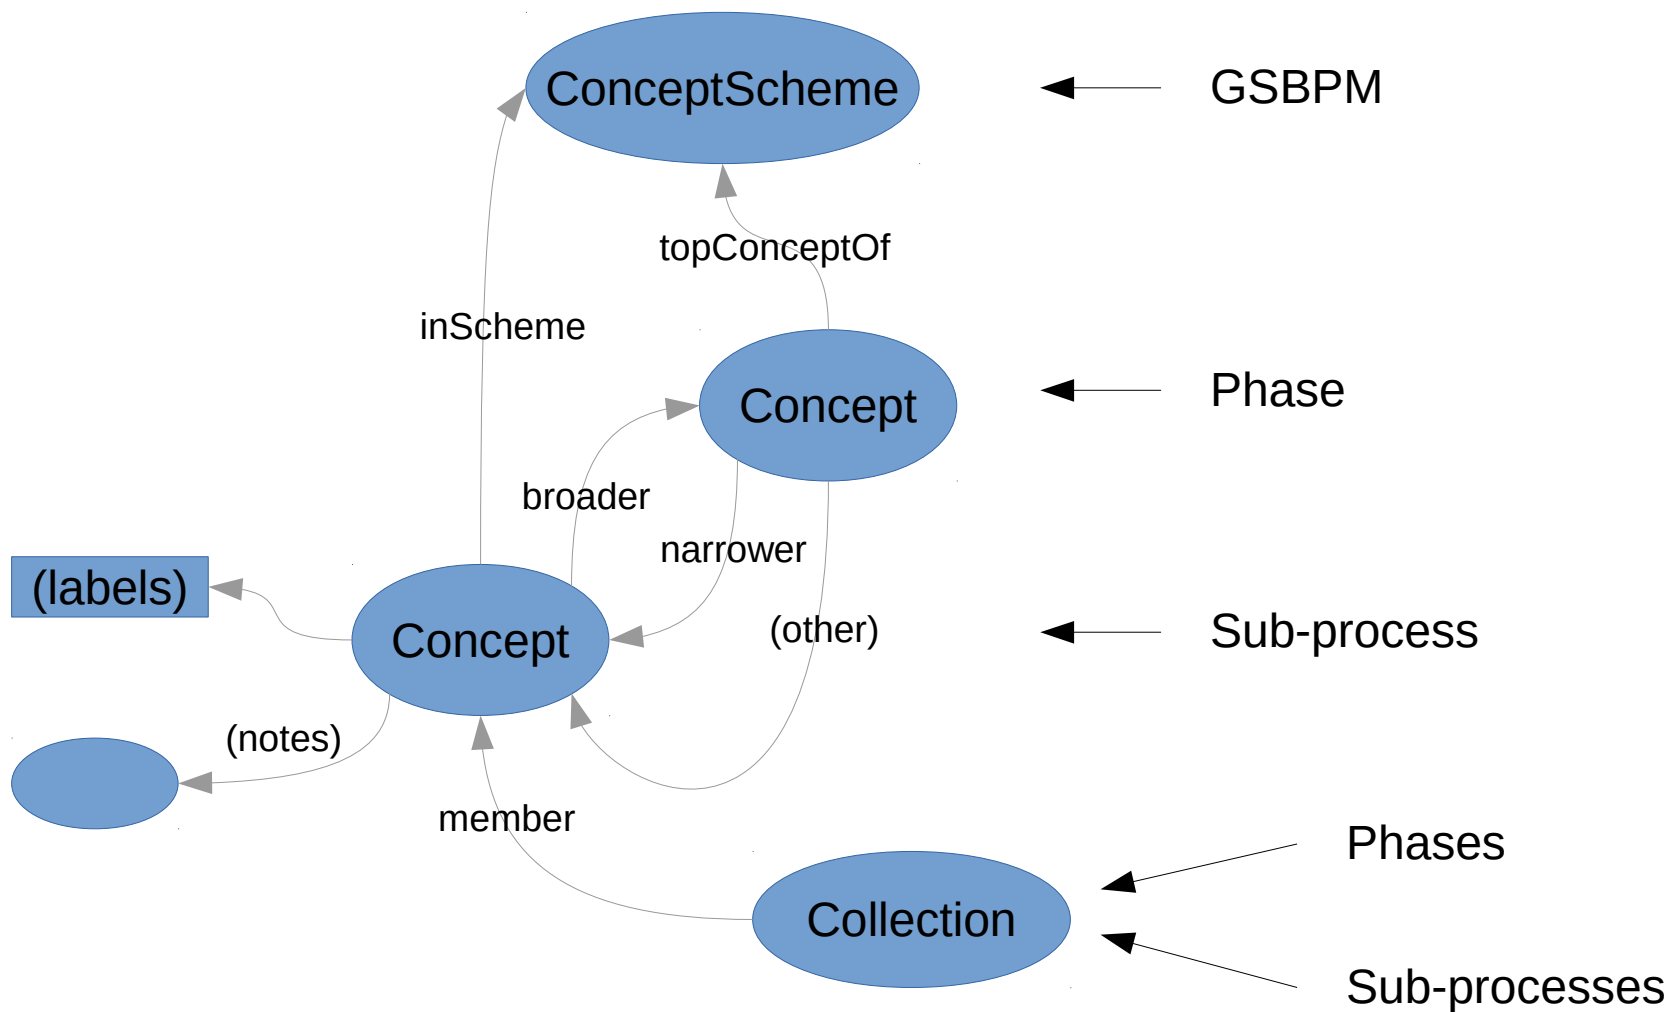 ConceptScheme
GSBPM
topConceptOf
inScheme
Concept
Phase
broader
narrower
(labels)
Concept
(other)
Sub-process
(notes)
member
Phases
Collection
Sub-processes